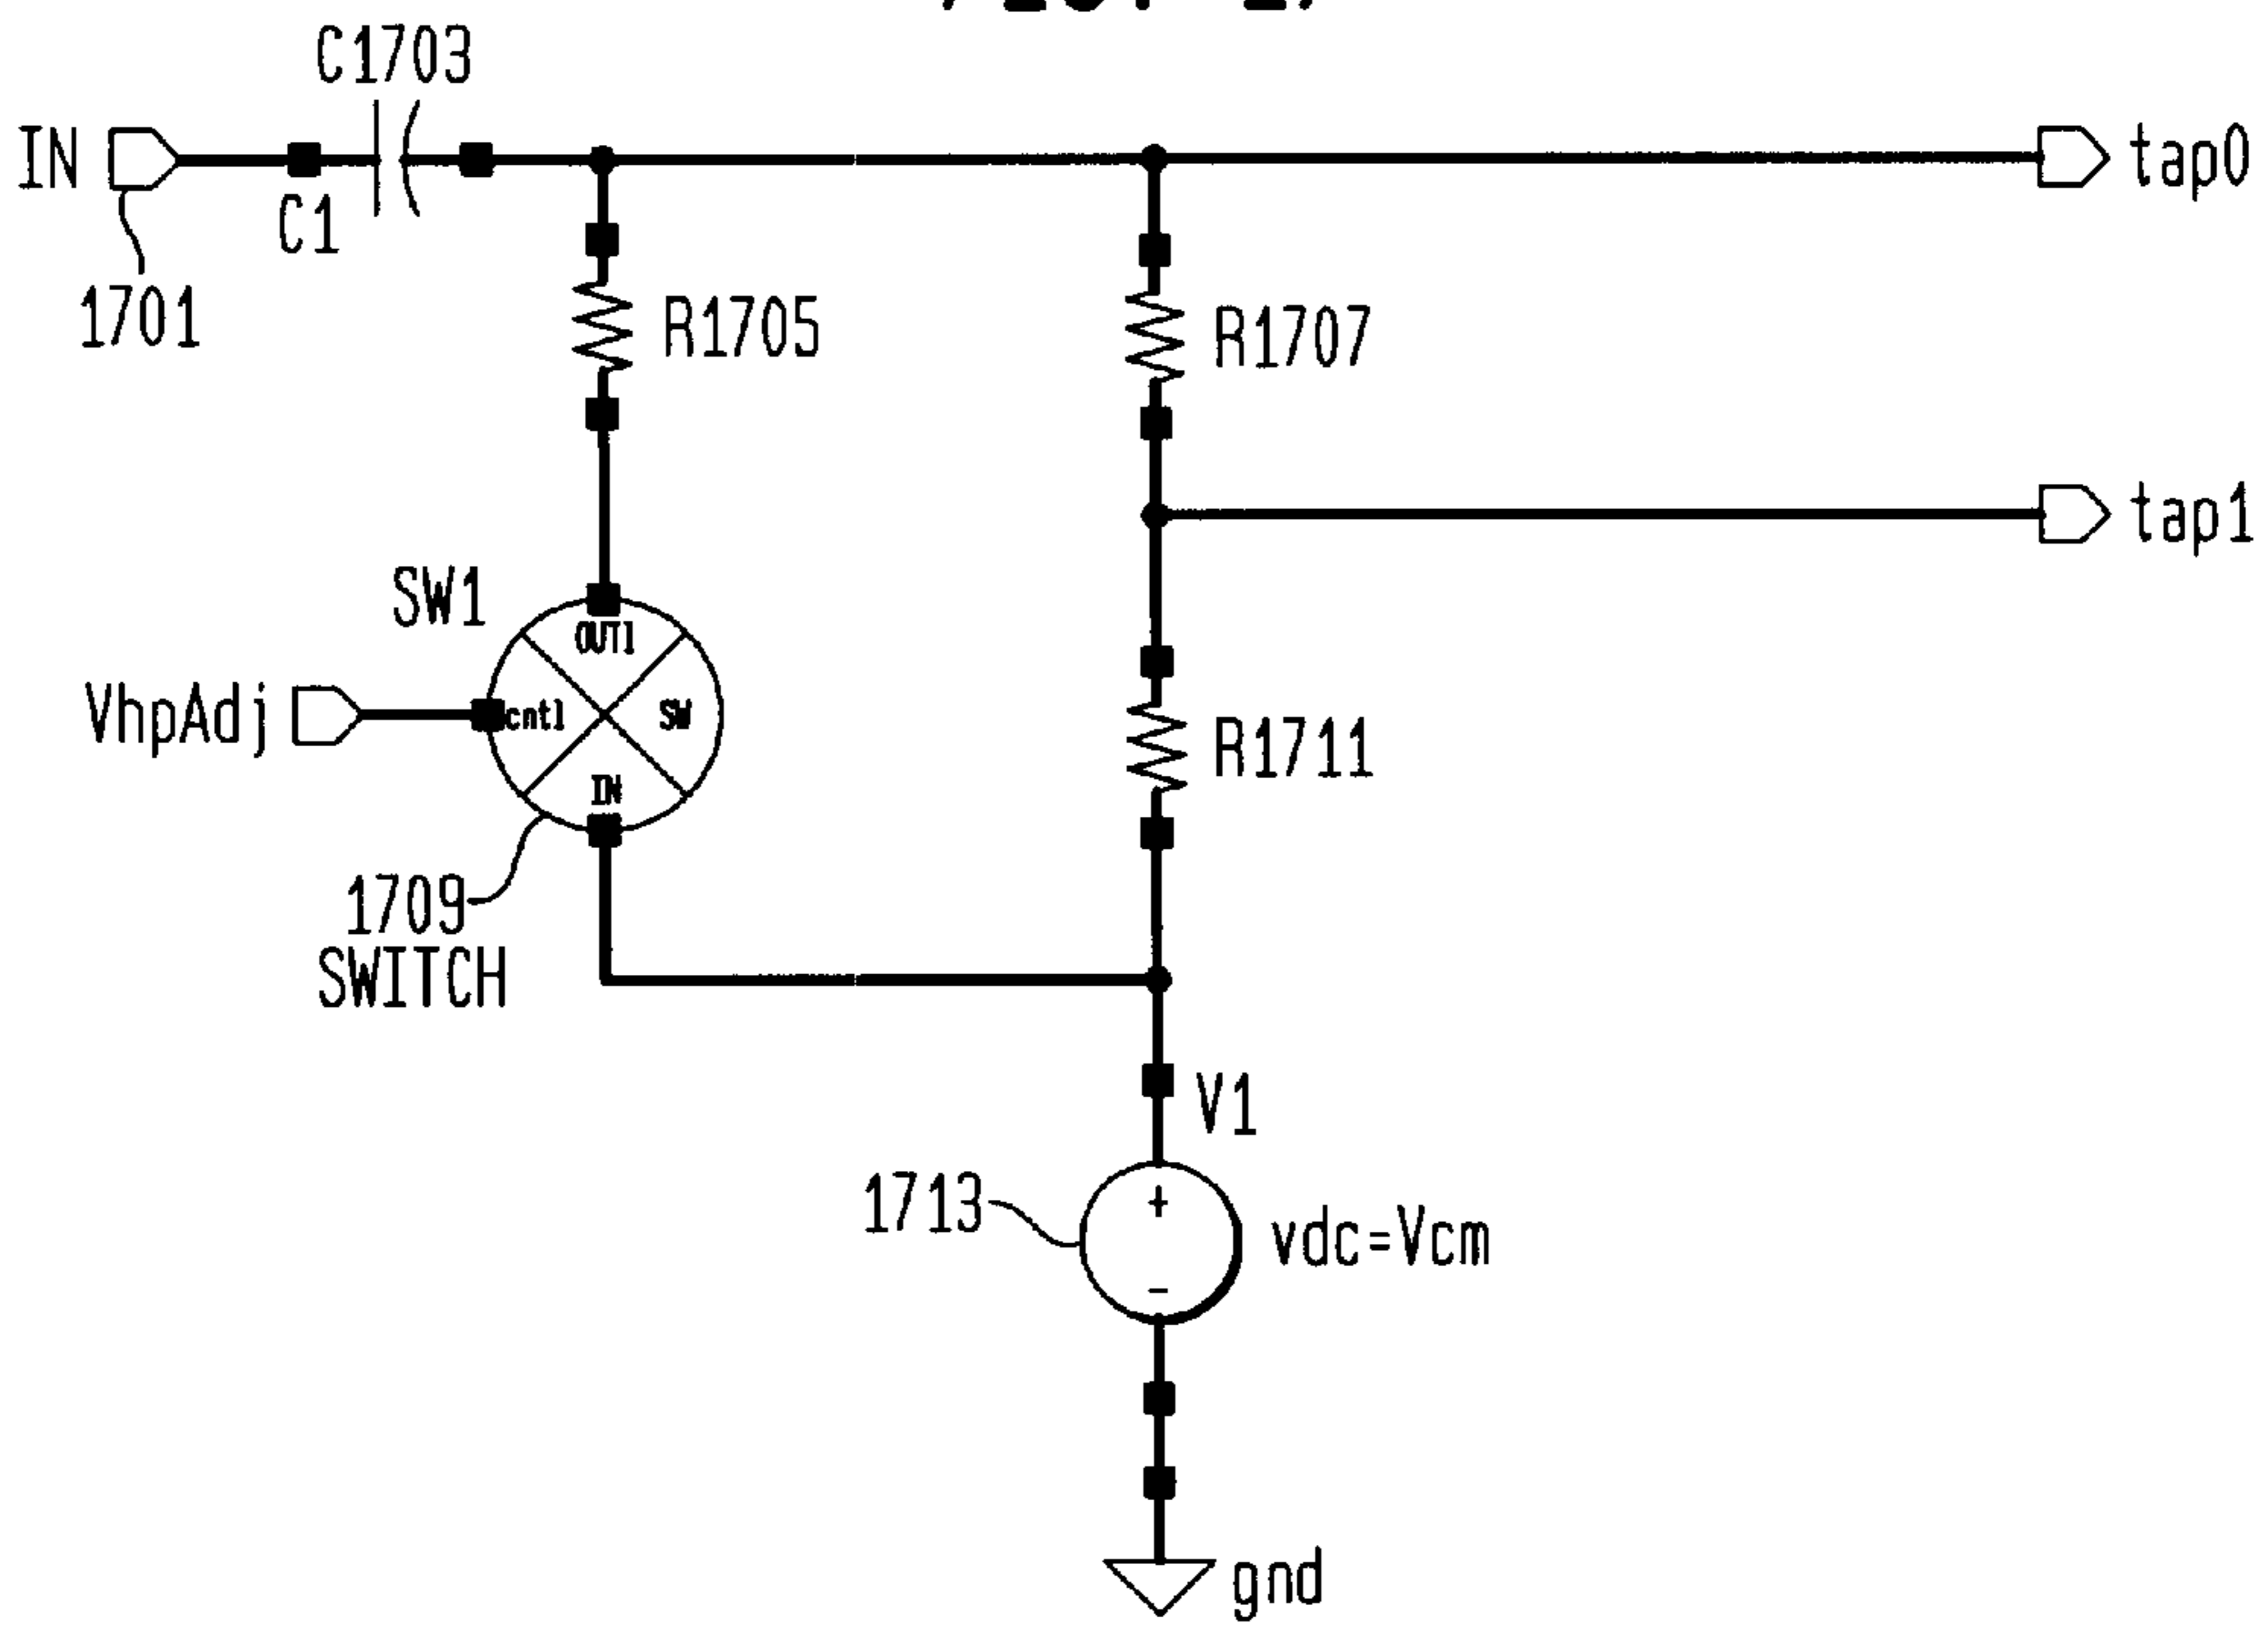 C1703
IN
tap0
C1
1701
R1705
R1707
tap1
SW1
OUT1
VhpAdj
cntl
SW
R1711
IN
1709
SWITCH
V1
1713
+
vdc=Vcm
-
gnd